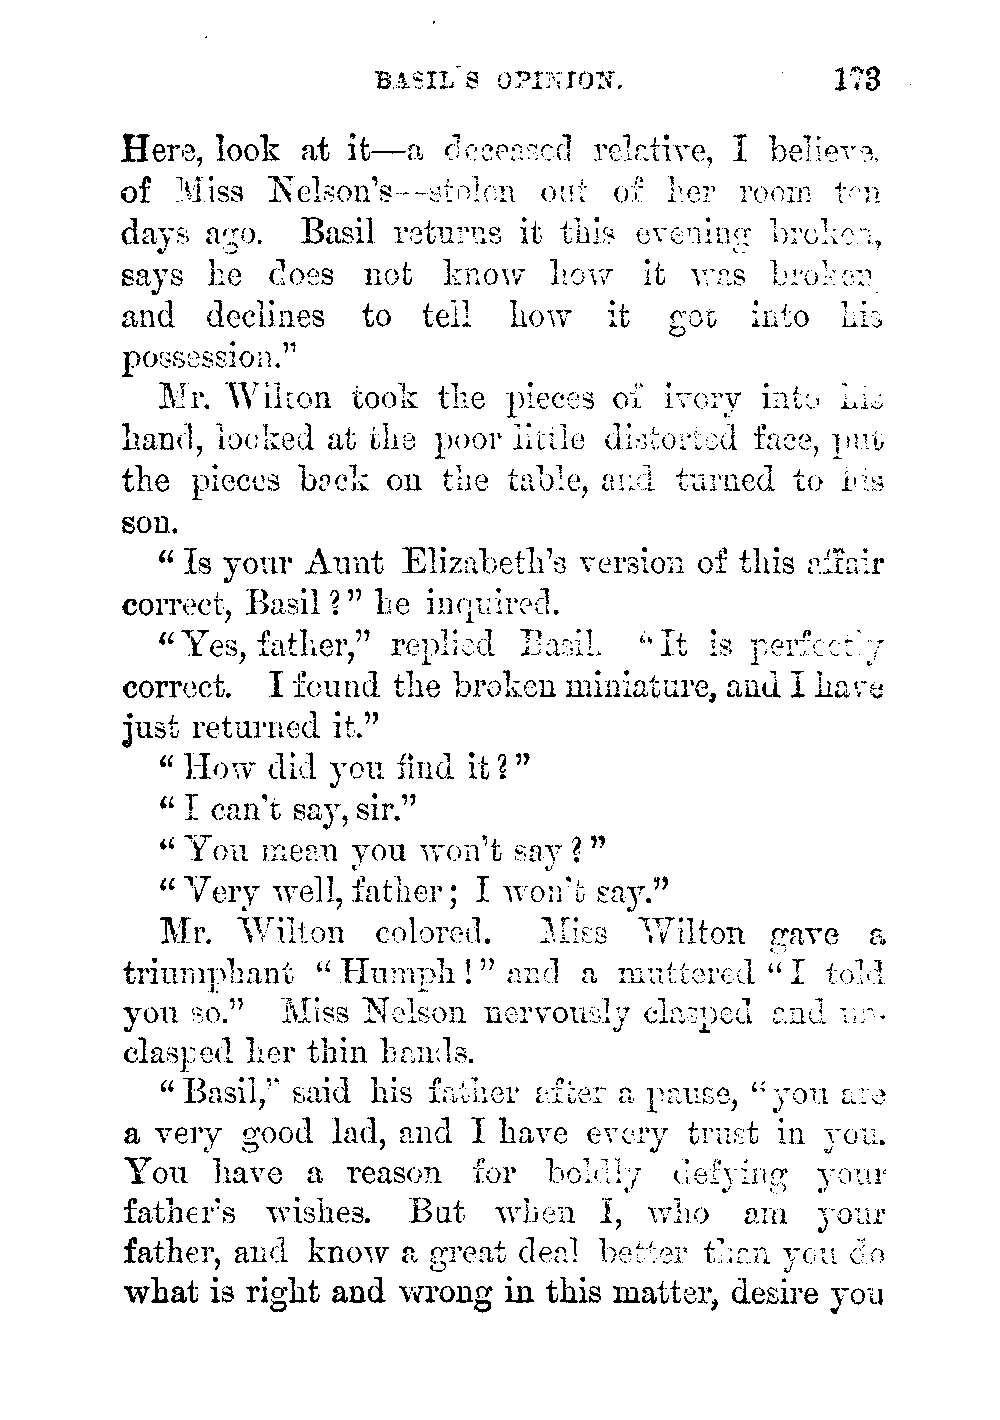 BASIL'S OPINION. 173
Here, look at it—a deceased relative, I believe,
of Miss Nelson's—stolen out of her room ten
days ago. Basil returns it this evening broken,
says he does not know how it was broken
and declines to tell how it got into his
possession."
Mr. Wilton took the pieces of ivory into his
hand, looked at the poor little distorted face, put
the pieces back on the table, and turned to his
son.
"Is your Aunt Elizabeth's version of this affair
correct, Basil?" he inquired.
"Yes, father," replied Basil. "It is perfectly
correct. I found the broken miniature, and I have
just returned it."
"How did you find it?"
"I can't say, sir."
"You mean you won't say?"
"Very well, father; I won't say."
Mr. Wilton colored. Miss Wilton gave a
triumphant "Humph!" and a muttered "I told
you so." Miss Nelson nervously clasped and un-
clasped her thin hands.
"Basil," said his father after a pause, "you are
a very good lad, and I have every trust in you.
You have a reason for boldly defying your
father's wishes. But when I, who am your
father, and know a great deal better than you do
what is right and wrong in this matter, desire you